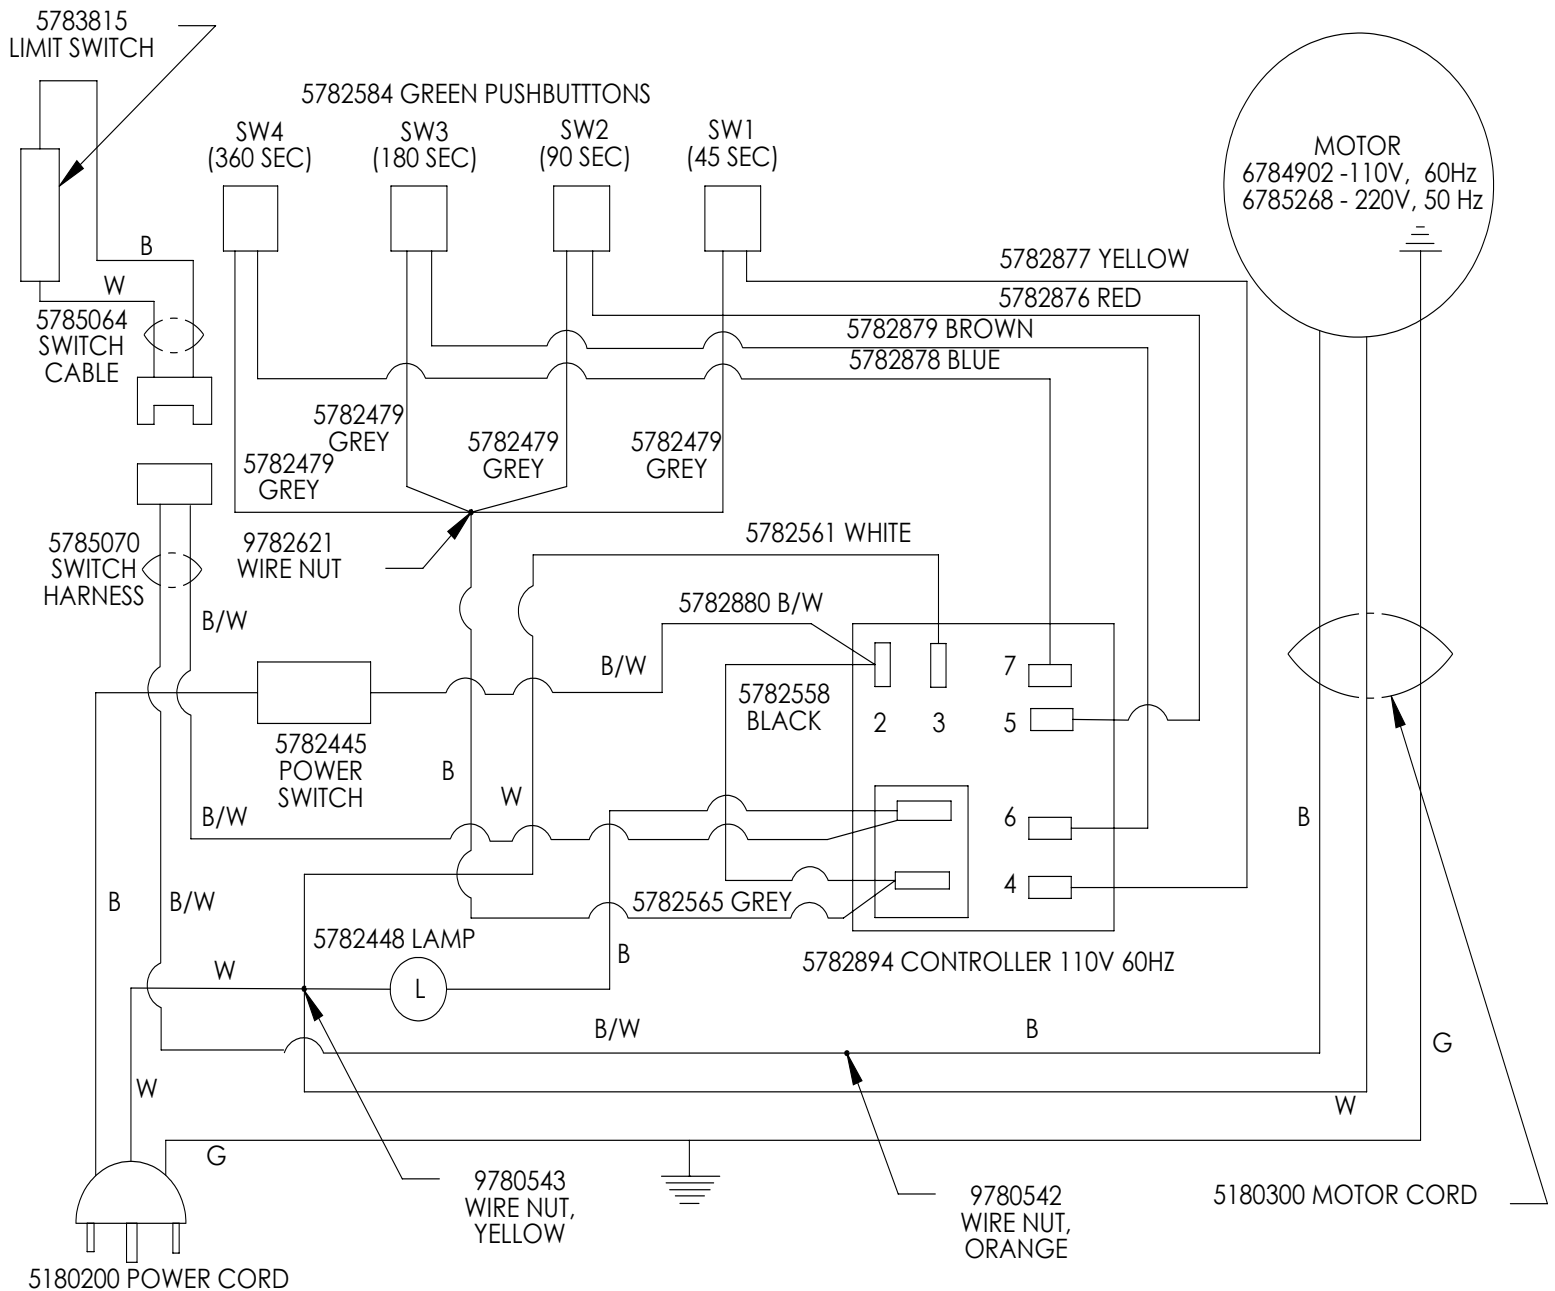 5783815
LIMIT SWITCH
5782584 GREEN PUSHBUTTTONS
SW4
(360 SEC)
SW3
(180 SEC)
SW2
(90 SEC)
SW1
(45 SEC)
MOTOR
6784902 -110V, 60Hz
6785268 - 220V, 50 Hz
B
W
5785064
SWITCH
CABLE
5782877 YELLOW
5782876 RED
5782879 BROWN
5782878 BLUE
5782479
GREY
5782479
GREY
5782479
GREY
5782479
GREY
9782621
WIRE NUT
5782561 WHITE
5785070
SWITCH
HARNESS
B/W
5782880 B/W
B/W
5782558
BLACK
2
3
7
5
6
4
5782445
POWER
SWITCH
B
W
B/W
B
B
B/W
5782565 GREY
5782448 LAMP
L
W
B
5782894 CONTROLLER 110V 60HZ
B/W
B
G
W
W
G
9780543
WIRE NUT,
YELLOW
9780542
WIRE NUT,
ORANGE
5180300 MOTOR CORD
5180200 POWER CORD